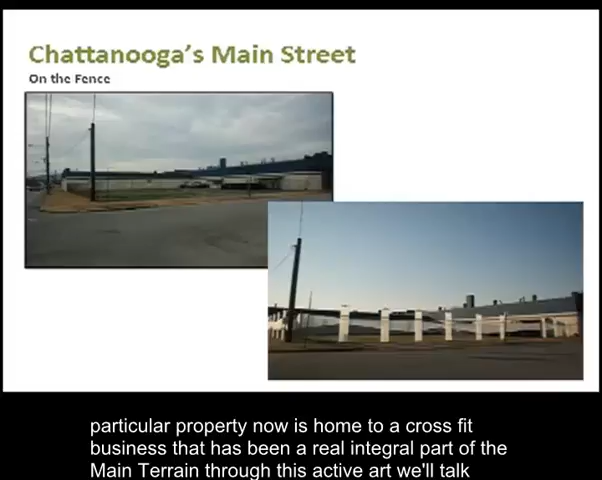 Chattanooga's Main Street
On the Fence
particular property now is home to a cross fit
business that has been a real integral part of the
Main Terrain through this active art we'll talk